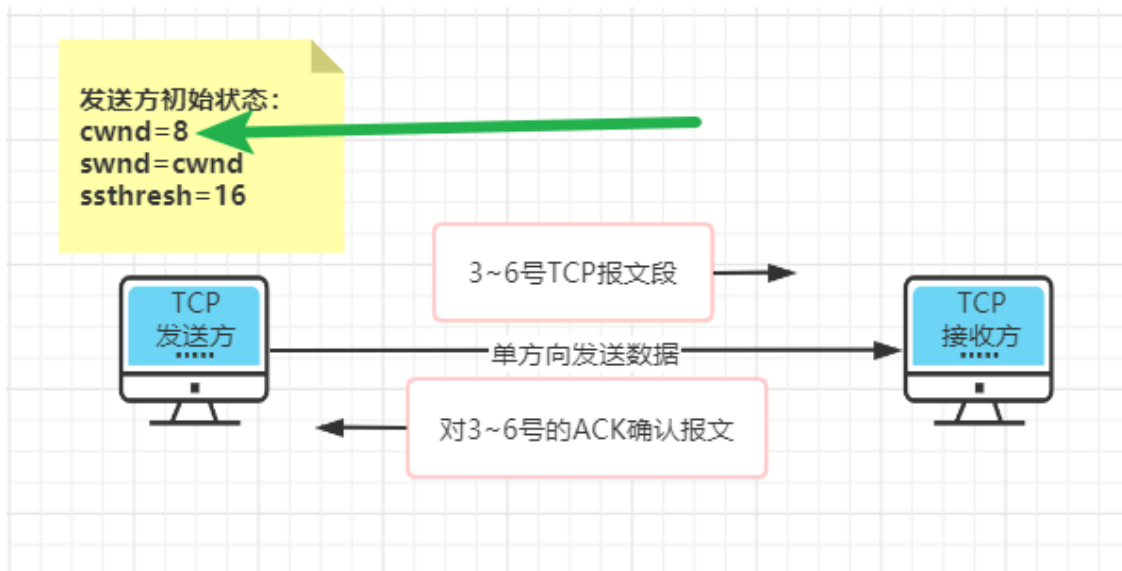 发送方初始状态：
cwnd=8
swnd=cwnd
ssthresh=16
3~6号TCP报文段
TCP
发送方
TCP
接收方
单方向发送数据
对3~6号的ACK确认报文